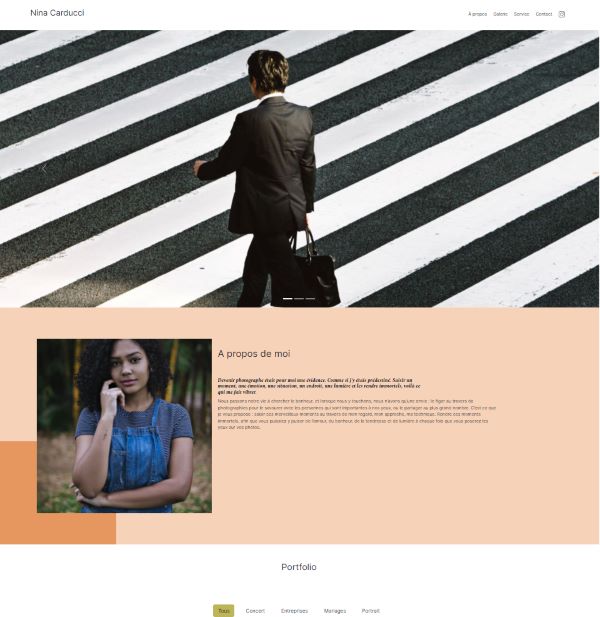 Nina Carducci
A propos Galerie Service Contact
A propos de moi
Devenir photographe était pour moi une évidence. Comme si j'y étais prédestiné. Saisir un
moment, une émotion, une situation, un endroit, une lumière et les rendre immortels, voilà ce
qui me fais vibrer.
Nous passons notre vie à chercher le bonheur, et lorsque nous y touchons, nous n'avons qu'une envie : le figer au travers de
photographies pour le savourer avec les personnes qui sont importants à nos yeux, ou le partager au plus grand nombre. C'est ce que
je vous propose : saisir ces merveilleux moments au travers de mon regard, mon approche, ma technique. Rendre ces moments
immortels, afin que vous puissiez y puiser de l'amour, du bonheur, de la tendresse et de lumière à chaque fois que vous poserez les
yeux sur vos photos.
Portfolio
Tous Concert Entreprises Mariages Portrait